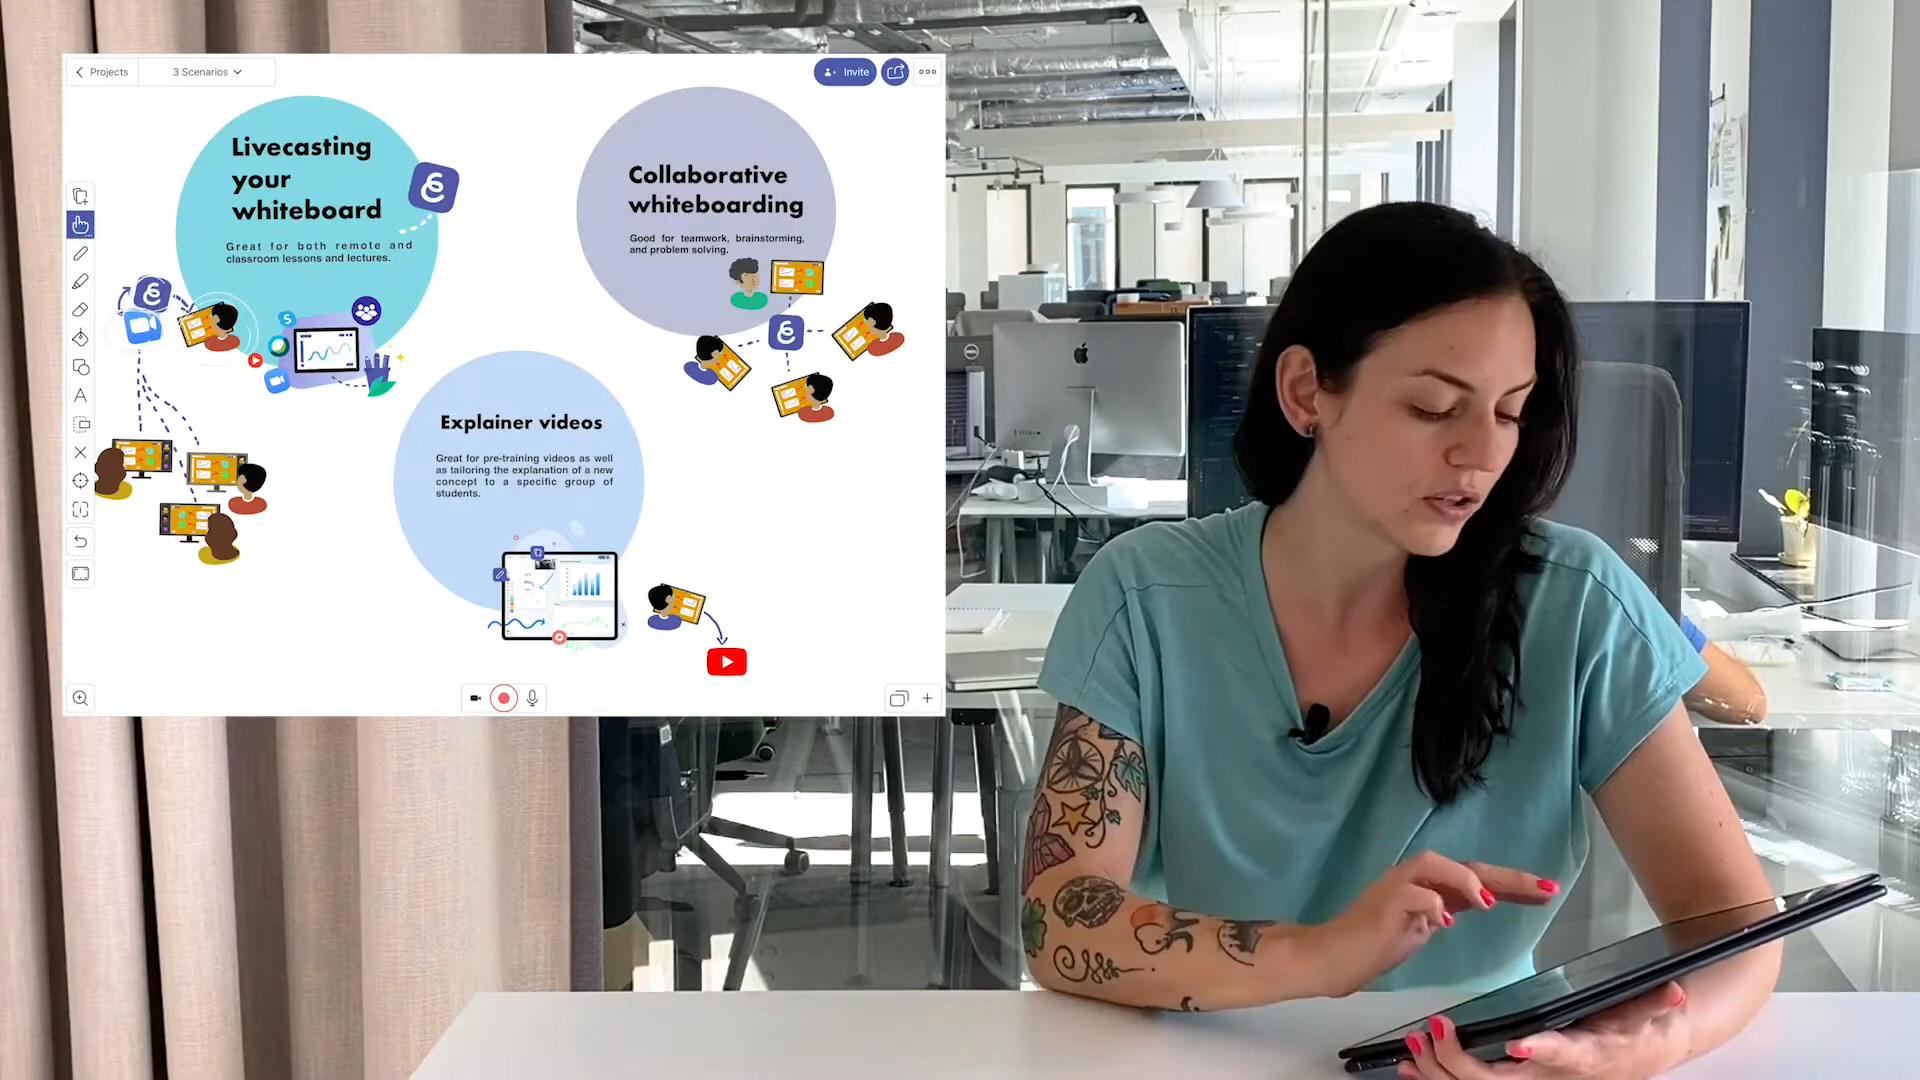 Projects
3 Scenarios
Invite
Livecasting
your
whiteboard
Great for both remote and
classroom lessons and lectures.
Collaborative
whiteboarding
Good for teamwork, brainstorming,
and problem solving.
Explainer videos
Great for pre-training videos as well
as tailoring the explanation of a new
concept to a specific group of
students.
DELL